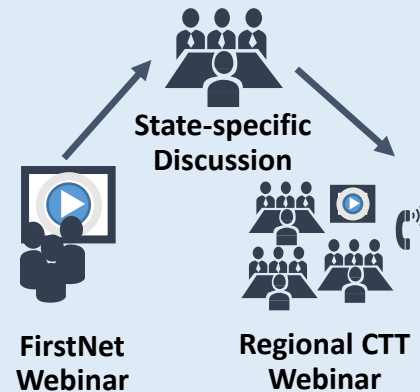 State-specific
Discussion
FirstNet
Webinar
Regional CTT
Webinar